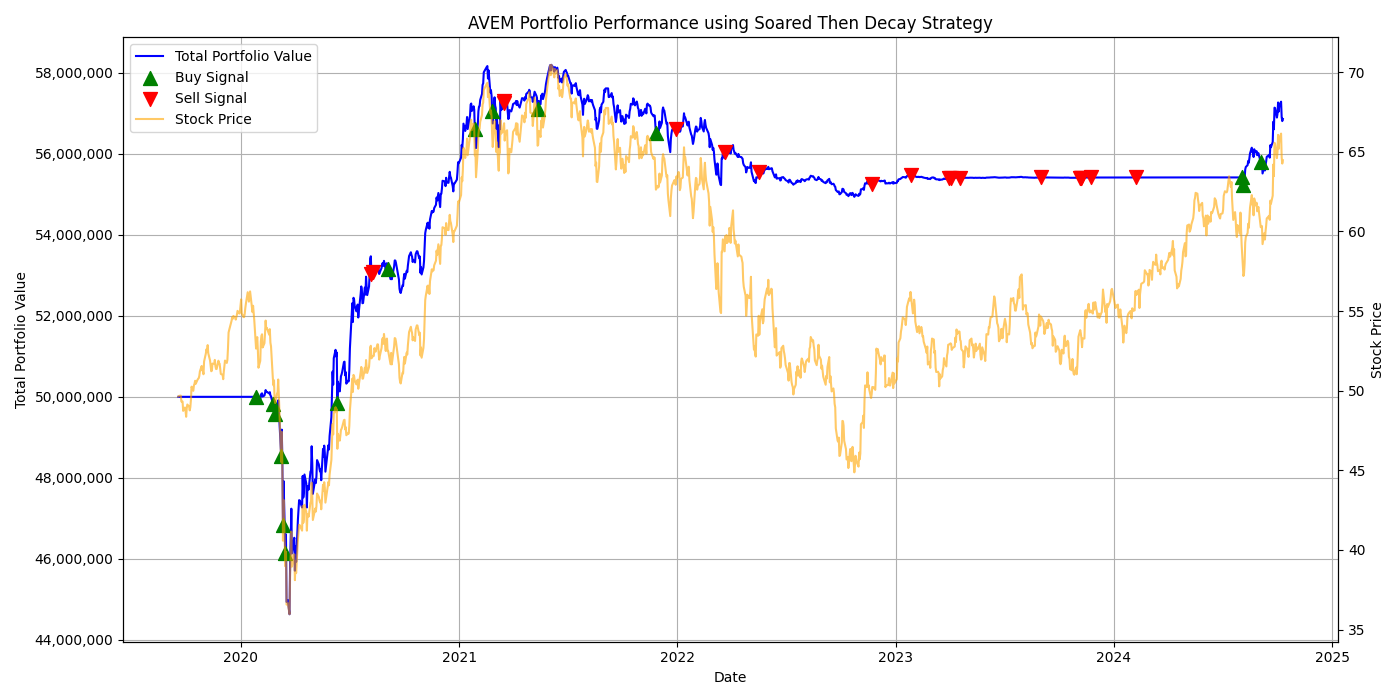 AVEM Portfolio Performance using Soared Then Decay Strategy
Total Portfolio Value
Buy Signal
Sell Signal
Stock Price
58,000,000
56,000,000
54,000,000
52,000,000
50,000,000
48,000,000
46,000,000
44,000,000
Total Portfolio Value
70
65
60
55
50
45
40
35
Stock Price
2020
2021
2022
2023
2024
2025
Date